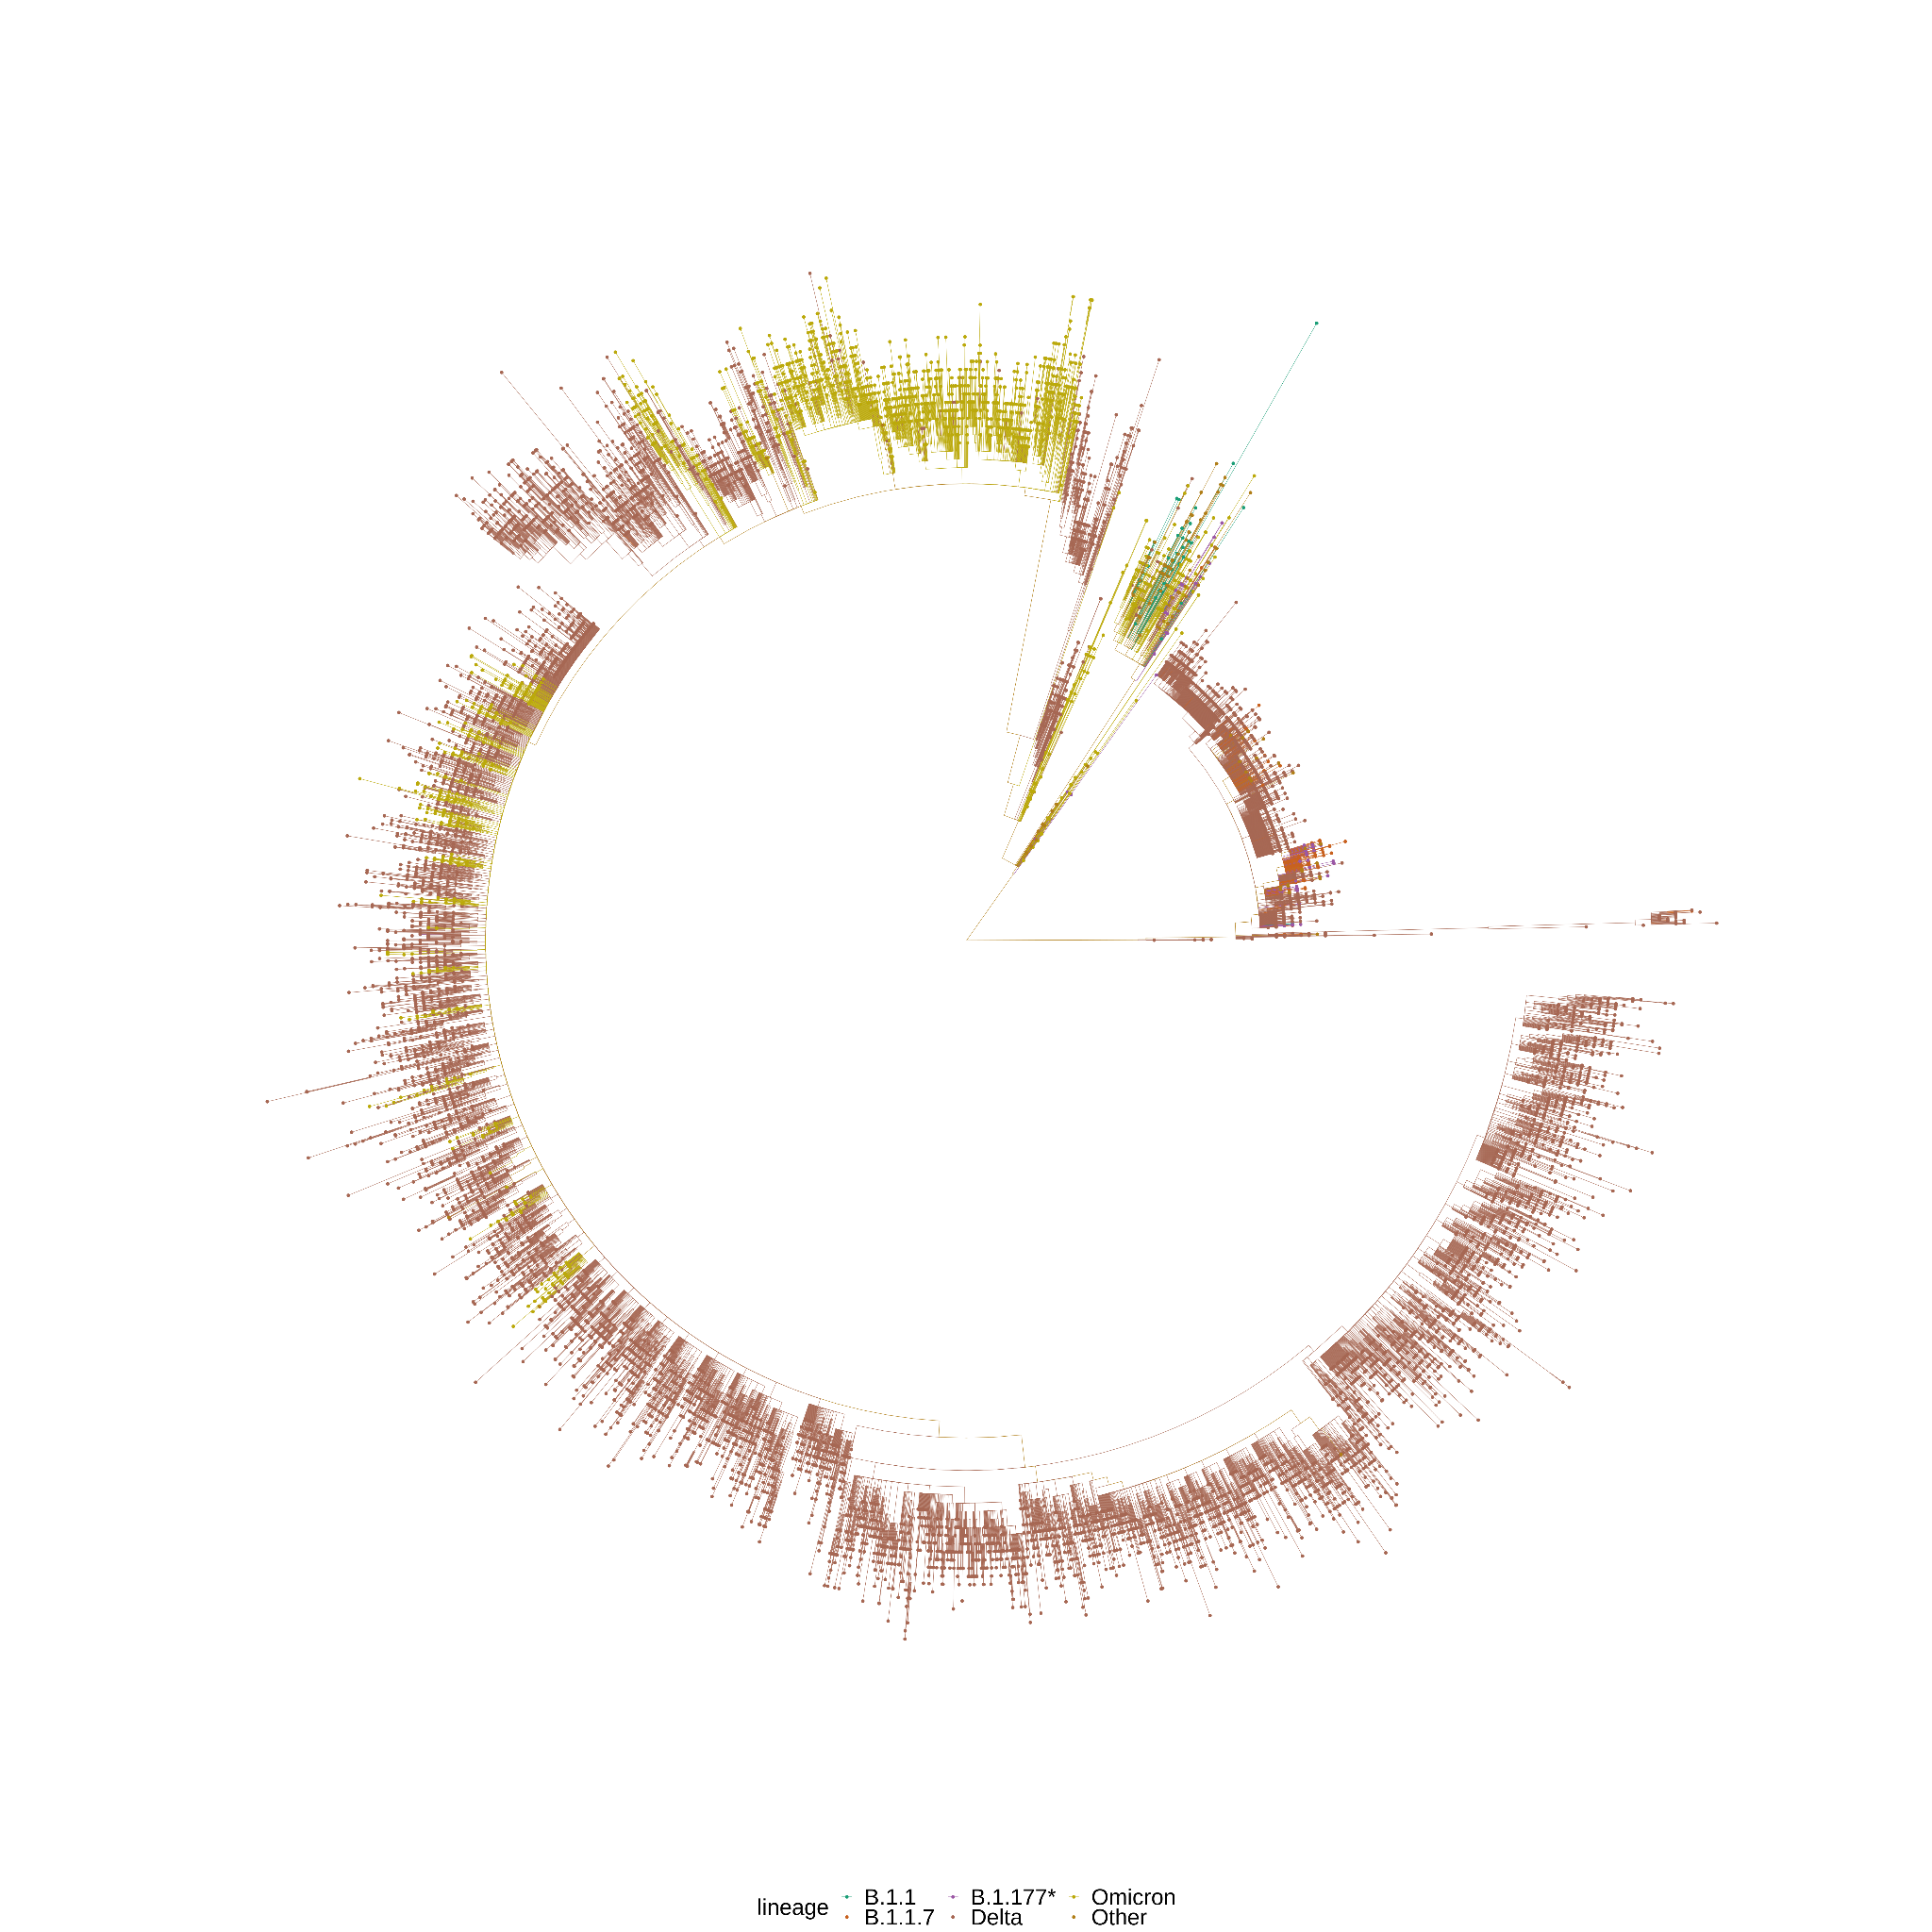 lineage
B.1.1 B.1.177* Omicron
B.1.1.7 Delta Other